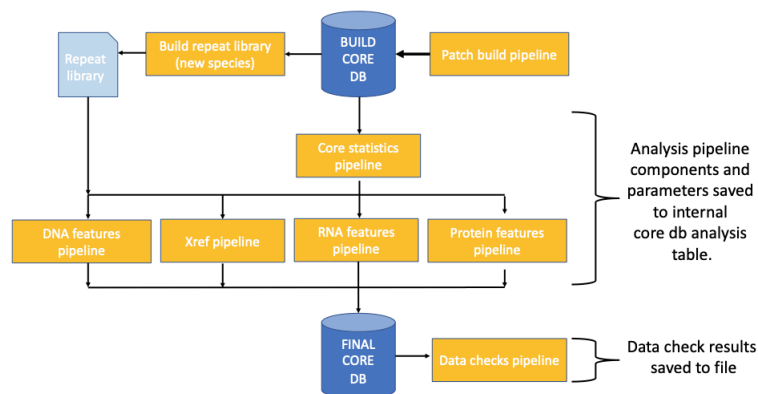 Repeat
library
Build repeat library
(new species)
BUILD
CORE
DB
Patch build pipeline
Core statistics
pipeline
DNA features
pipeline
Xref pipeline
RNA features
pipeline
Protein features
pipeline
Analysis pipeline
components and
parameters saved
to internal
core db analysis
table.
FINAL
CORE
DB
Data checks pipeline
Data check results
saved to file